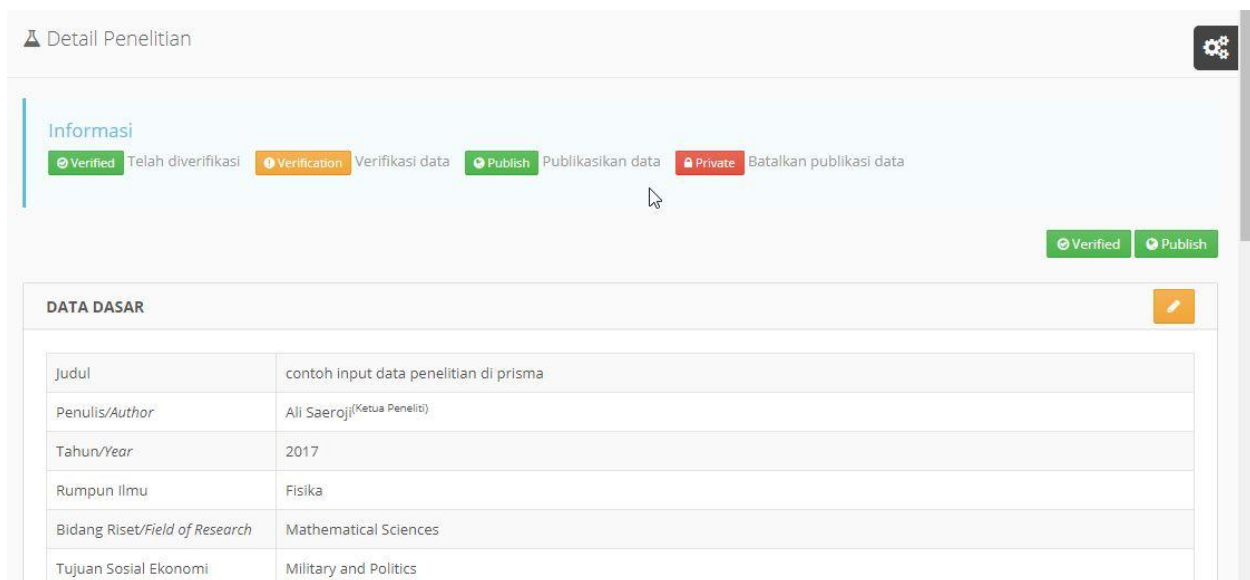 Detail Penelitian
Informasi
Verified Telah diverifikasi Verification Verifikasi data Publish Publikasikan data Private Batalkan publikasi data
Verified Publish
DATA DASAR
Judul contoh input data penelitian di prisma
Penulis/Author Ali Saeroji(Ketua Peneliti)
Tahun/Year 2017
Rumpun Ilmu Fisika
Bidang Riset/Field of Research Mathematical Sciences
Tujuan Sosial Ekonomi Military and Politics